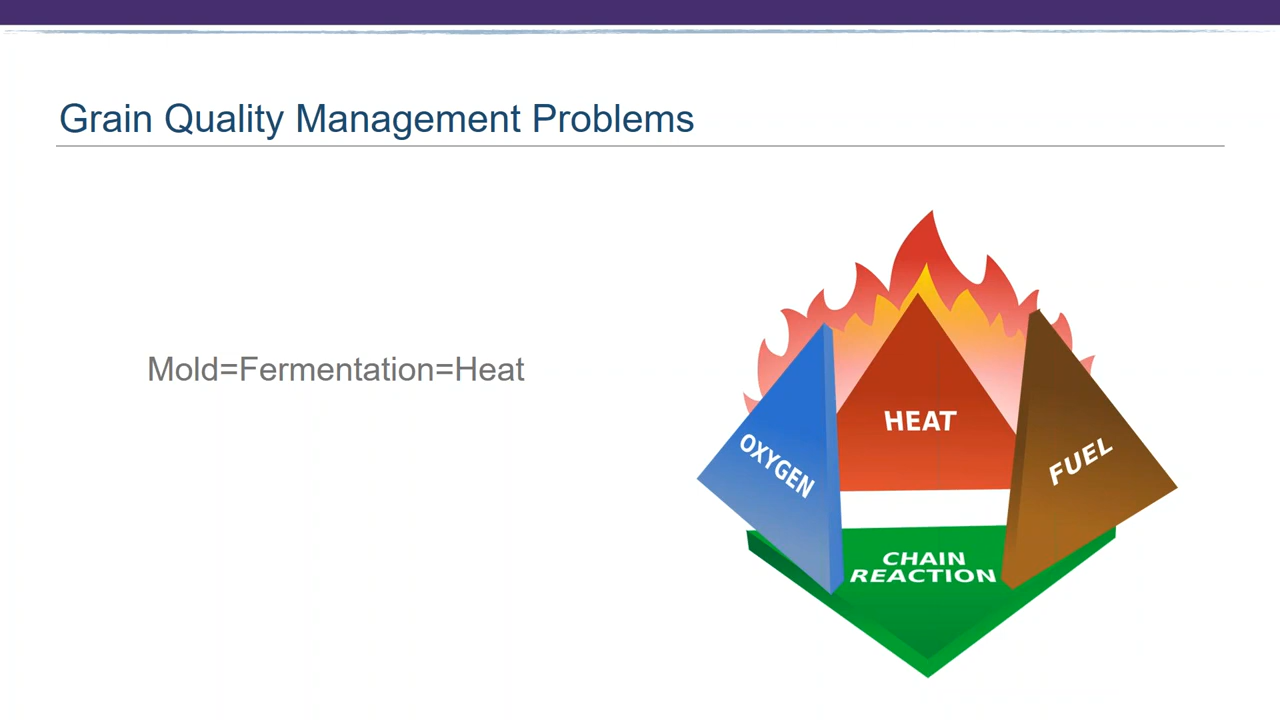 Grain Quality Management Problems
Mold=Fermentation=Heat
HEAT
OXYGEN
FUEL
CHAIN
REACTION